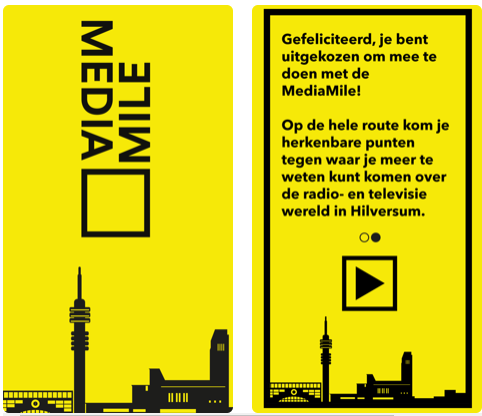 MEDIA
MILE
Gefeliciteerd, je bent
uitgekozen om mee te
doen met de
MediaMile!
Op de hele route kom je
herkenbare punten
tegen waar je meer te
weten kunt komen over
de radio- en televisie
wereld in Hilversum.